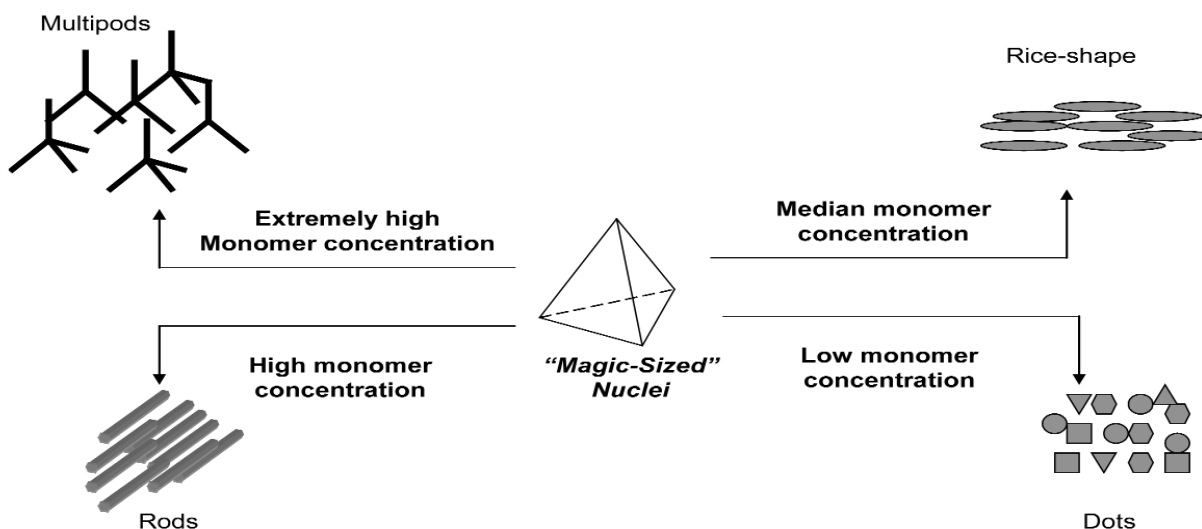 Multipods
Rice-shape
Extremely high
Monomer concentration
Median monomer
concentration
High monomer
concentration
“Magic-Sized”
Nuclei
Low monomer
concentration
Rods
Dots